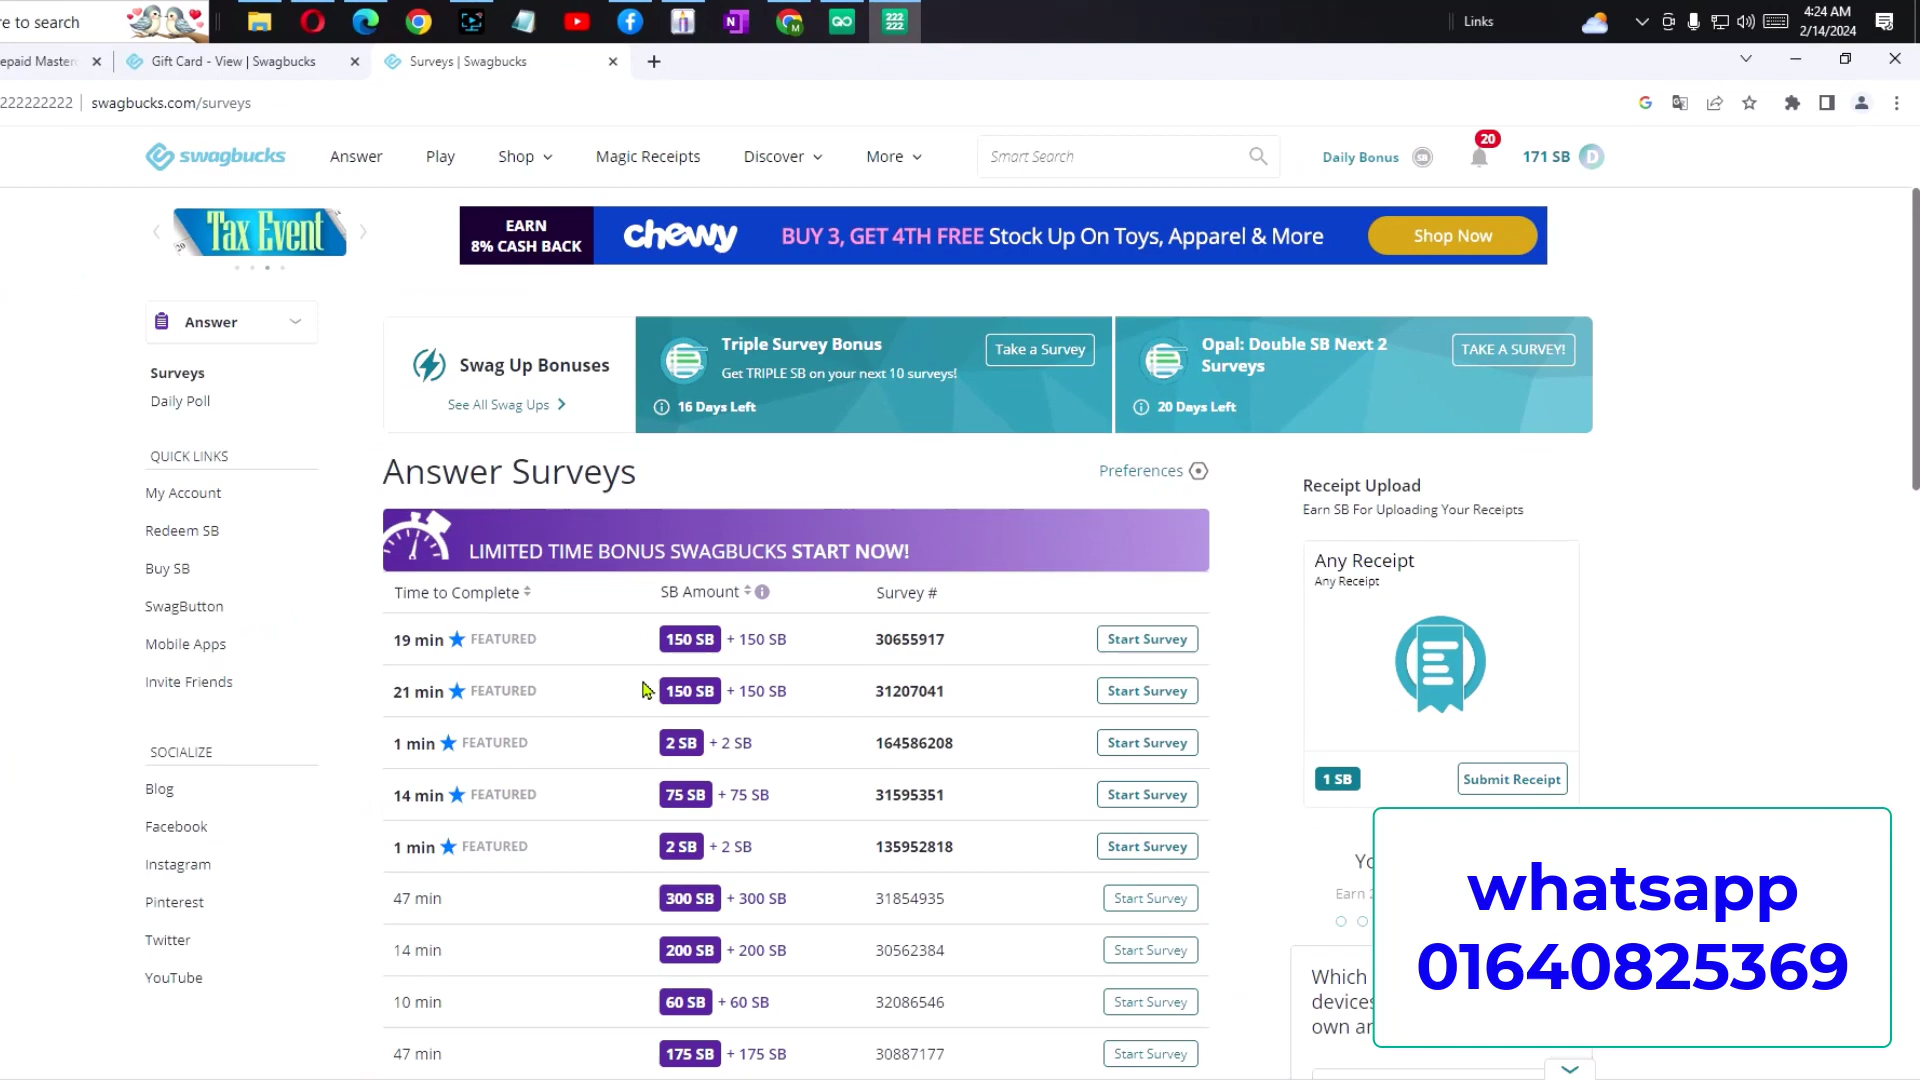 re to search
Links
4:24 AM
2/14/2024
epaid Master
Gift Card - View | Swagbucks
Surveys | Swagbucks
222222222
swagbucks.com/surveys
swagbucks
Answer
Play
Shop
Magic Receipts
Discover
More
Smart Search
Daily Bonus
SB
20
171 SB
D
Tax Event
EARN
8% CASH BACK
chewy
BUY 3, GET 4TH FREE Stock Up On Toys, Apparel & More
Shop Now
Answer
Surveys
Daily Poll
QUICK LINKS
My Account
Redeem SB
Buy SB
SwagButton
Mobile Apps
Invite Friends
SOCIALIZE
Blog
Facebook
Instagram
Pinterest
Twitter
YouTube
Swag Up Bonuses
See All Swag Ups
Triple Survey Bonus
Get TRIPLE SB on your next 10 surveys!
Take a Survey
16 Days Left
Opal: Double SB Next 2
Surveys
TAKE A SURVEY!
20 Days Left
Answer Surveys
Preferences
LIMITED TIME BONUS SWAGBUCKS START NOW!
Time to Complete SB Amount Survey #
19 min FEATURED 150 SB + 150 SB 30655917 Start Survey
21 min FEATURED 150 SB + 150 SB 31207041 Start Survey
1 min FEATURED 2 SB + 2 SB 164586208 Start Survey
14 min FEATURED 75 SB + 75 SB 31595351 Start Survey
1 min FEATURED 2 SB + 2 SB 135952818 Start Survey
47 min 300 SB + 300 SB 31854935 Start Survey
14 min 200 SB + 200 SB 30562384 Start Survey
10 min 60 SB + 60 SB 32086546 Start Survey
47 min 175 SB + 175 SB 30887177 Start Survey
Receipt Upload
Earn SB For Uploading Your Receipts
Any Receipt
Any Receipt
1 SB
Submit Receipt
Earn
Which
devices
own
whatsapp
01640825369